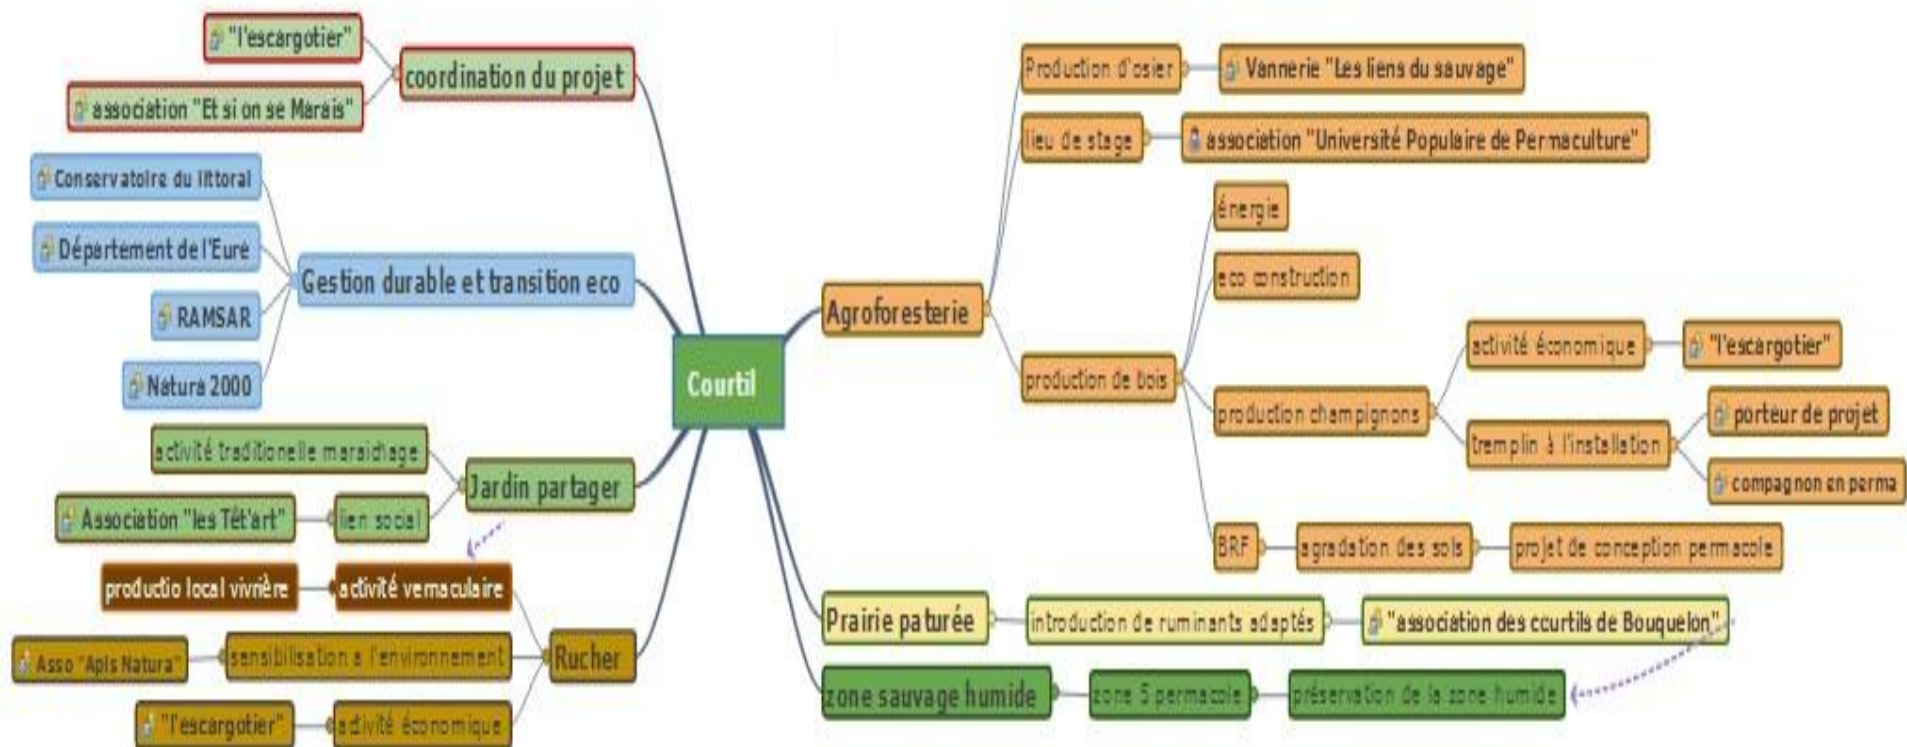 "l'escargotier"
coordination du projet
association "Et si on se Marais"
Conservatoire du littoral
Département de l'Eure
Gestion durable et transition eco
RAMSAR
Natura 2000
Courtil
activité traditionelle maraichage
Jardin partager
Association "les Têt'art"
lien social
productio local vivrière
activité vernaculaire
Rucher
Asso "Apis Natura"
sensibilisation a l'environnement
"l'escargotier"
activité économique
Agroforesterie
Production d'osier
Vannerie "Les liens du sauvage"
lieu de stage
association "Université Populaire de Permaculture"
production de bois
énergie
eco construction
production champignons
activité économique
"l'escargotier"
tremplin à l'installation
porteur de projet
compagnon en perma
BRF
agradation des sols
projet de conception permacole
Prairie paturée
introduction de ruminants adaptés
"association des courtils de Bouquelon"
zone sauvage humide
zone 5 permacole
préservation de la zone humide